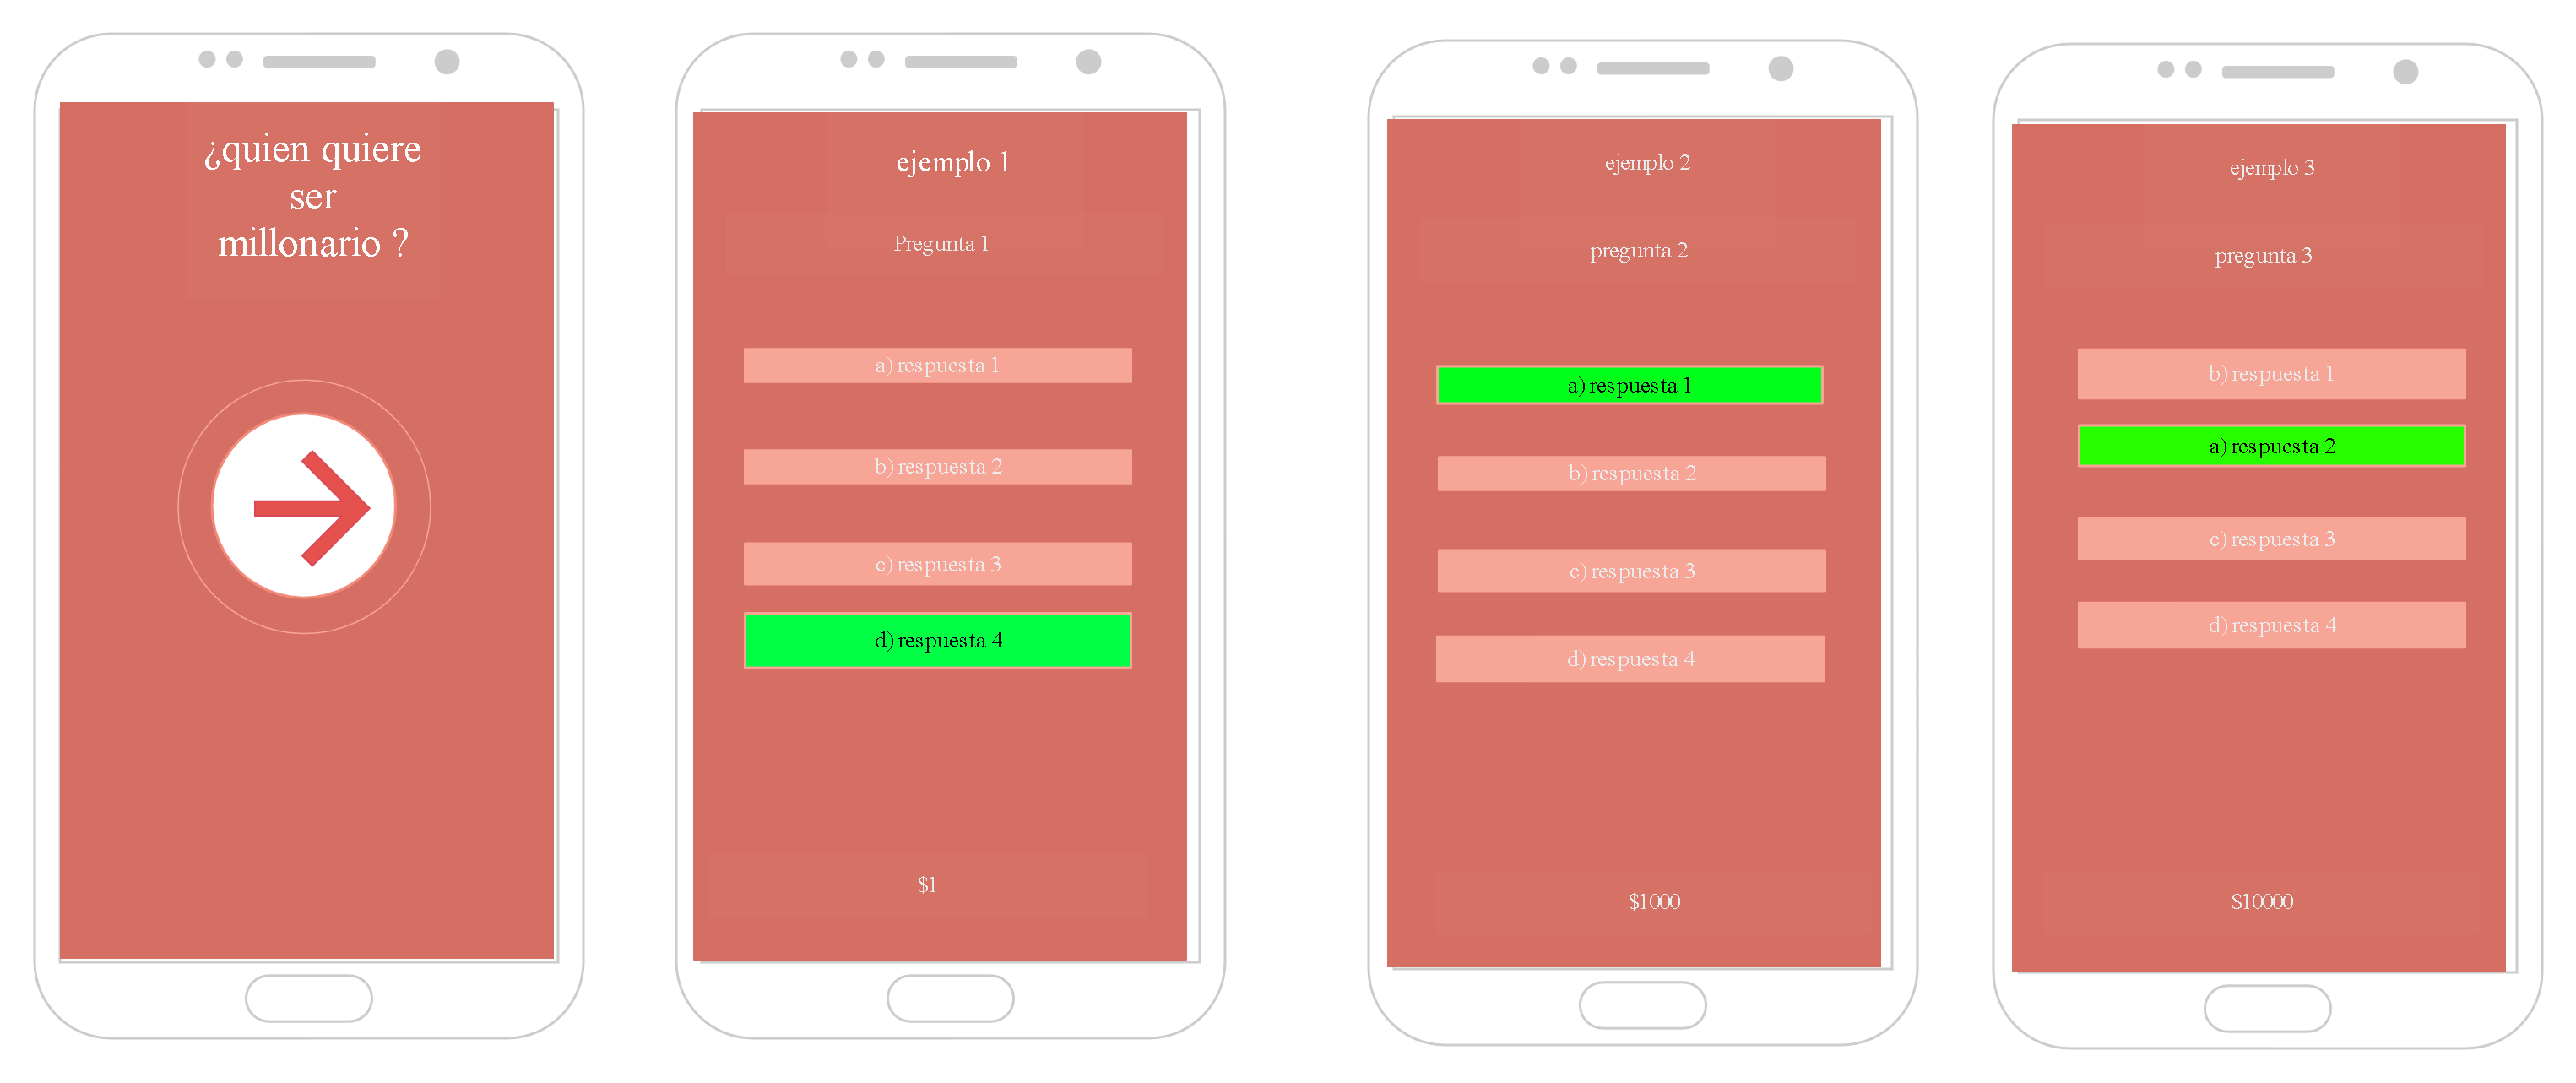 ¿quien quiere
ser
millonario ?
ejemplo 1
Pregunta 1
a) respuesta 1
b) respuesta 2
c) respuesta 3
d) respuesta 4
$1
ejemplo 2
pregunta 2
a) respuesta 1
b) respuesta 2
c) respuesta 3
d) respuesta 4
$1000
ejemplo 3
pregunta 3
b) respuesta 1
a) respuesta 2
c) respuesta 3
d) respuesta 4
$10000